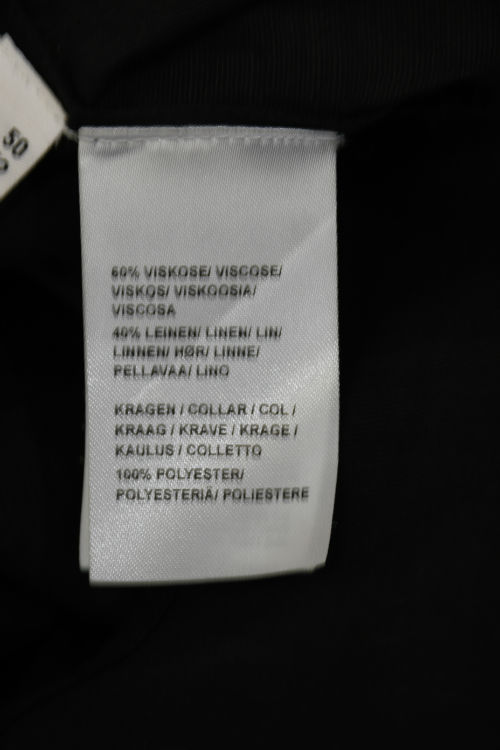 50
60% VISKOSE/ VISCOSE/
VISKOS/ VISKOOSIA/
VISCOSA
40% LEINEN/ LINEN/ LIN/
LINNEN/ HØR/ LINNE/
PELLAVAA/ LINO
KRAGEN / COLLAR / COL /
KRAAG / KRAVE / KRAGE /
KAULUS / COLLETTO
100% POLYESTER/
POLYESTERIÄ/ POLIESTERE